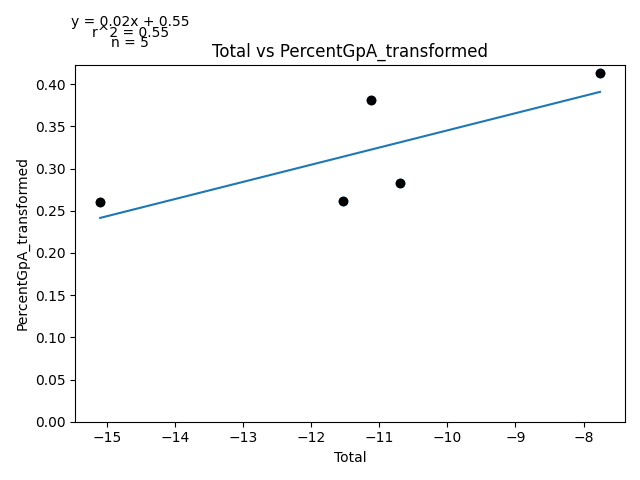 y = 0.02x + 0.55
r^2 = 0.55
n = 5
Total vs PercentGpA_transformed
0.40
0.35
0.30
0.25
0.20
0.15
0.10
0.05
0.00
PercentGpA_transformed
−15
−14
−13
−12
−11
−10
−9
−8
Total